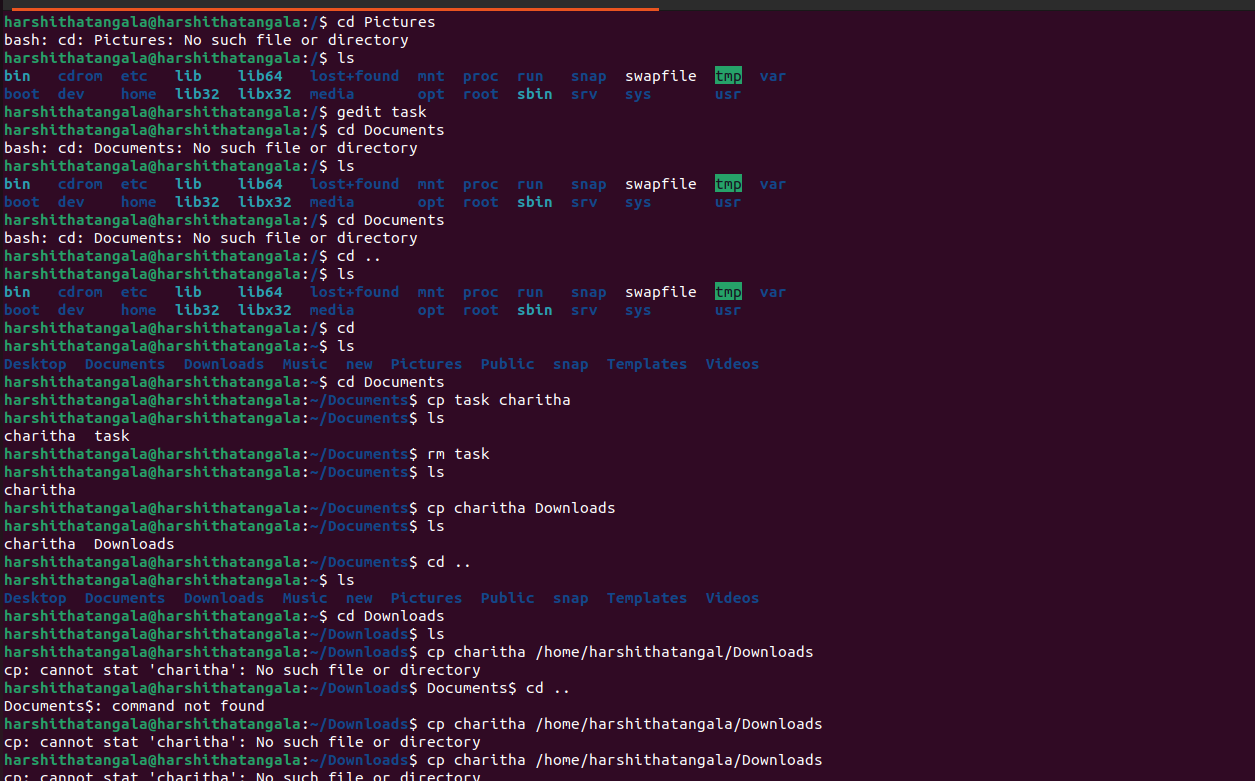 harshithatangala@harshithatangala:/$ cd Pictures
bash: cd: Pictures: No such file or directory
harshithatangala@harshithatangala:/$ ls
bin   cdrom  etc   lib    lib64   lost+found  mnt  proc  run   snap  swapfile  tmp  var
boot  dev    home  lib32  libx32  media       opt  root  sbin  srv   sys       usr
harshithatangala@harshithatangala:/$ gedit task
harshithatangala@harshithatangala:/$ cd Documents
bash: cd: Documents: No such file or directory
harshithatangala@harshithatangala:/$ ls
bin   cdrom  etc   lib    lib64   lost+found  mnt  proc  run   snap  swapfile  tmp  var
boot  dev    home  lib32  libx32  media       opt  root  sbin  srv   sys       usr
harshithatangala@harshithatangala:/$ cd Documents
bash: cd: Documents: No such file or directory
harshithatangala@harshithatangala:/$ cd ..
harshithatangala@harshithatangala:/$ ls
bin   cdrom  etc   lib    lib64   lost+found  mnt  proc  run   snap  swapfile  tmp  var
boot  dev    home  lib32  libx32  media       opt  root  sbin  srv   sys       usr
harshithatangala@harshithatangala:/$ cd
harshithatangala@harshithatangala:~$ ls
Desktop  Documents  Downloads  Music  new  Pictures  Public  snap  Templates  Videos
harshithatangala@harshithatangala:~$ cd Documents
harshithatangala@harshithatangala:~/Documents$ cp task charitha
harshithatangala@harshithatangala:~/Documents$ ls
charitha  task
harshithatangala@harshithatangala:~/Documents$ rm task
harshithatangala@harshithatangala:~/Documents$ ls
charitha
harshithatangala@harshithatangala:~/Documents$ cp charitha Downloads
harshithatangala@harshithatangala:~/Documents$ ls
charitha  Downloads
harshithatangala@harshithatangala:~/Documents$ cd ..
harshithatangala@harshithatangala:~$ ls
Desktop  Documents  Downloads  Music  new  Pictures  Public  snap  Templates  Videos
harshithatangala@harshithatangala:~$ cd Downloads
harshithatangala@harshithatangala:~/Downloads$ ls
harshithatangala@harshithatangala:~/Downloads$ cp charitha /home/harshithatangal/Downloads
cp: cannot stat 'charitha': No such file or directory
harshithatangala@harshithatangala:~/Downloads$ Documents$ cd ..
Documents$: command not found
harshithatangala@harshithatangala:~/Downloads$ cp charitha /home/harshithatangala/Downloads
cp: cannot stat 'charitha': No such file or directory
harshithatangala@harshithatangala:~/Downloads$ cp charitha /home/harshithatangala/Downloads
cp: cannot stat 'charitha': No such file or directory